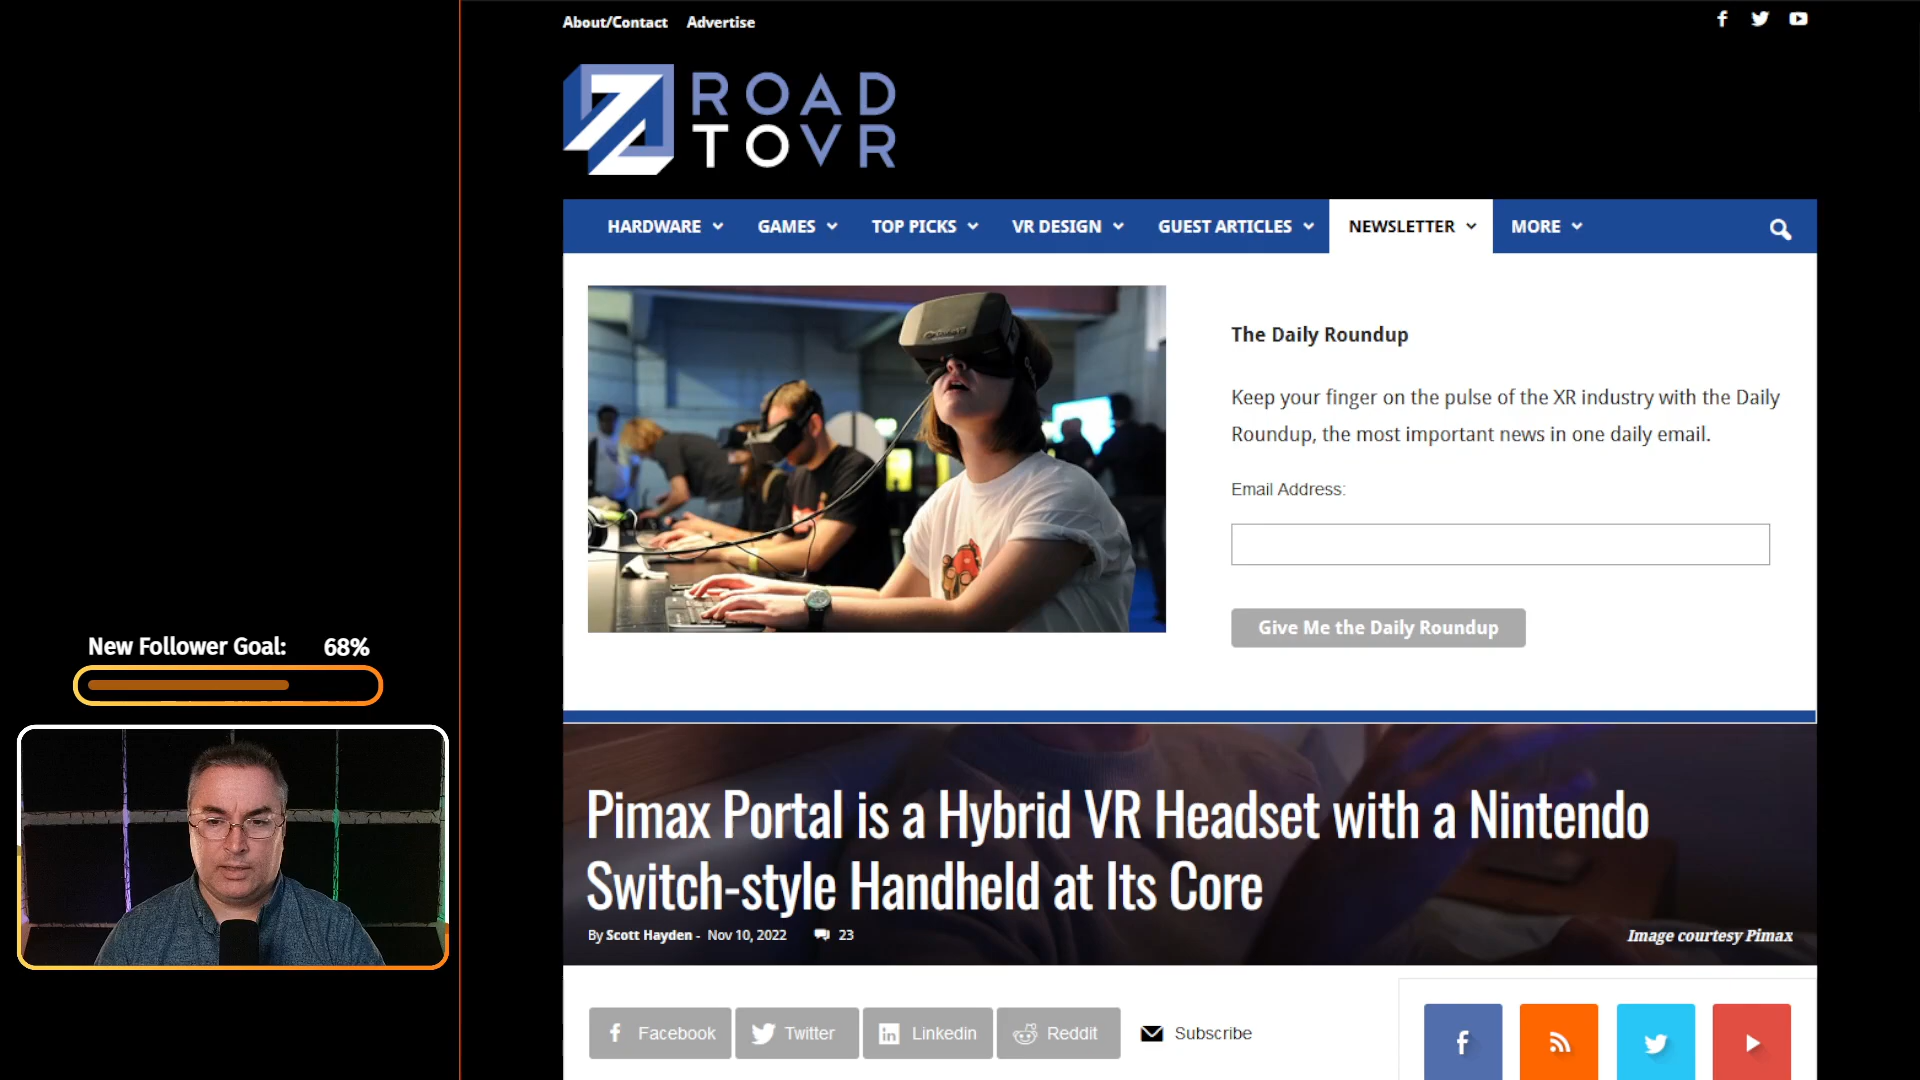 About/Contact Advertise
ROAD
TOVR
HARDWARE GAMES TOP PICKS VR DESIGN GUEST ARTICLES NEWSLETTER MORE
The Daily Roundup
Keep your finger on the pulse of the XR industry with the Daily
Roundup, the most important news in one daily email.
Email Address:
Give Me the Daily Roundup
New Follower Goal: 68%
Pimax Portal is a Hybrid VR Headset with a Nintendo
Switch-style Handheld at Its Core
By Scott Hayden - Nov 10, 2022 23
Image courtesy Pimax
Facebook Twitter Linkedin Reddit Subscribe